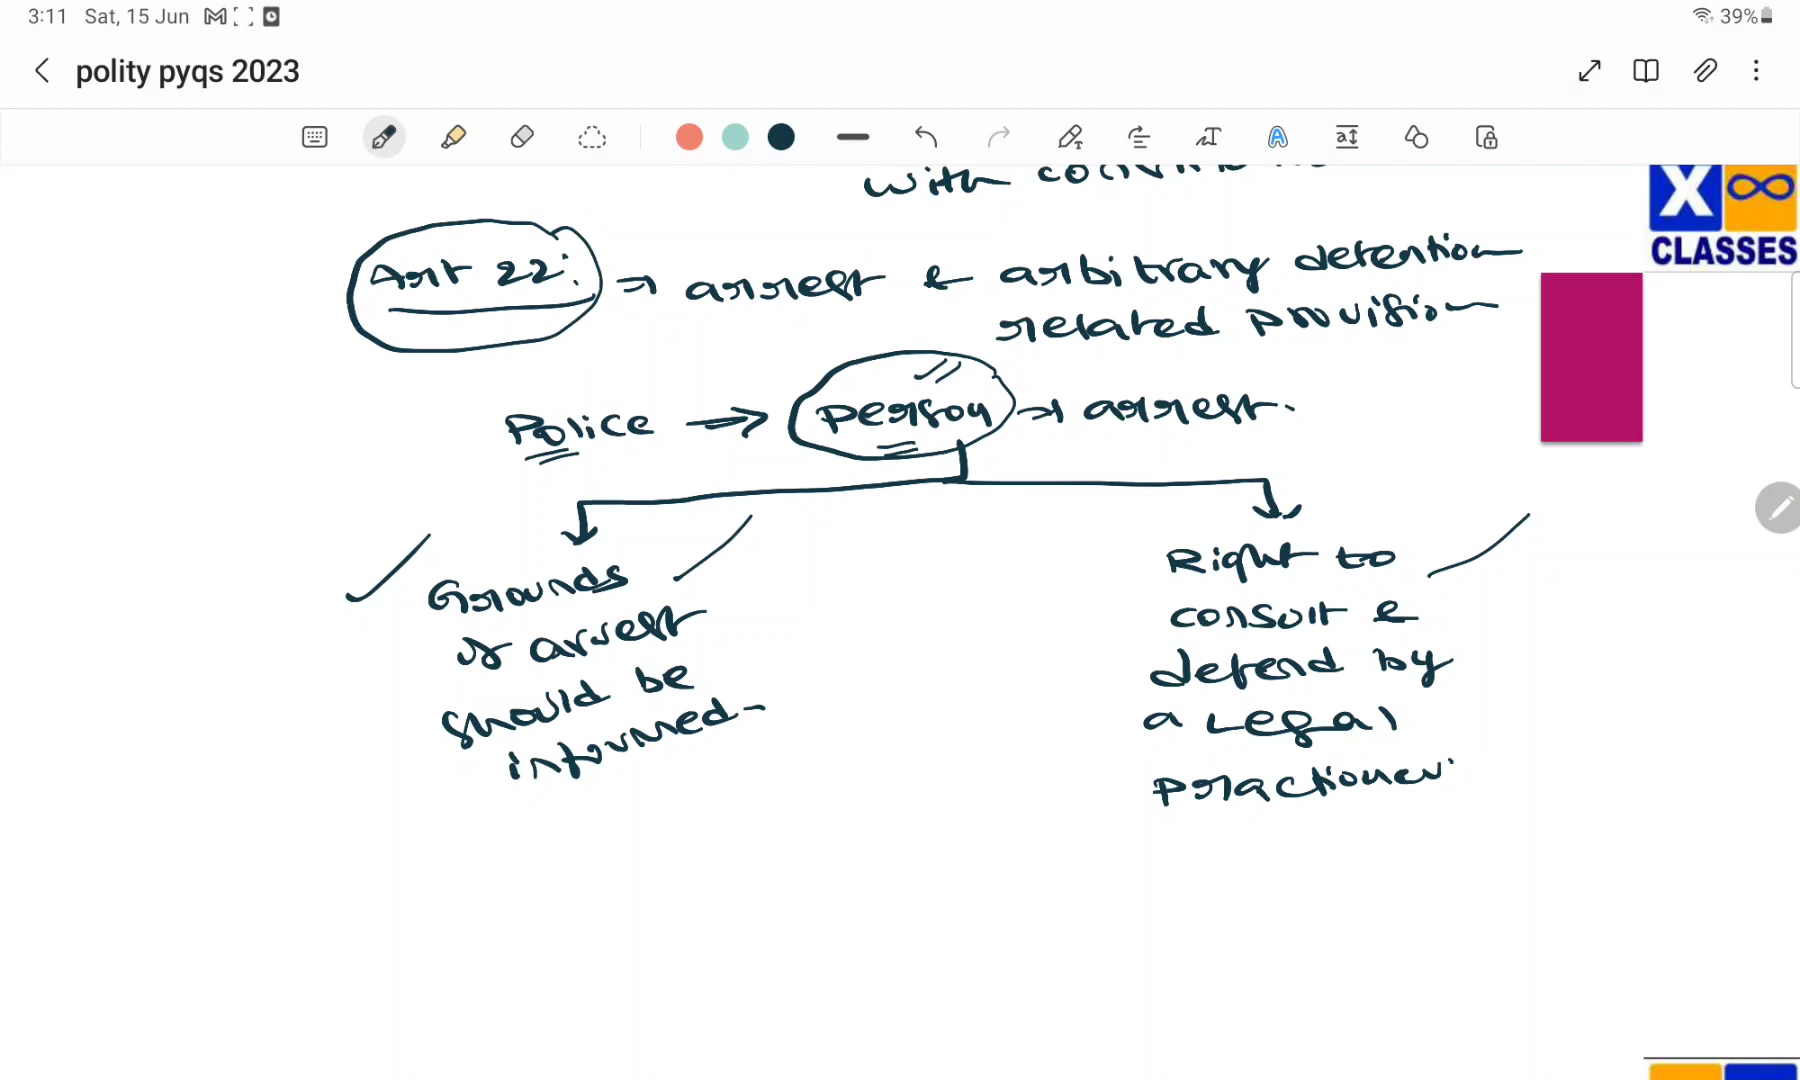 3:11 Sat, 15 Jun
39%
polity pyqs 2023
with
X ∞
CLASSES
Art 22: → arrest & arbitrary detention
related provision
Police → person → arrest.
Grounds
of arrest
should be
informed
Right to
consult &
defend by
a Legal
practioner